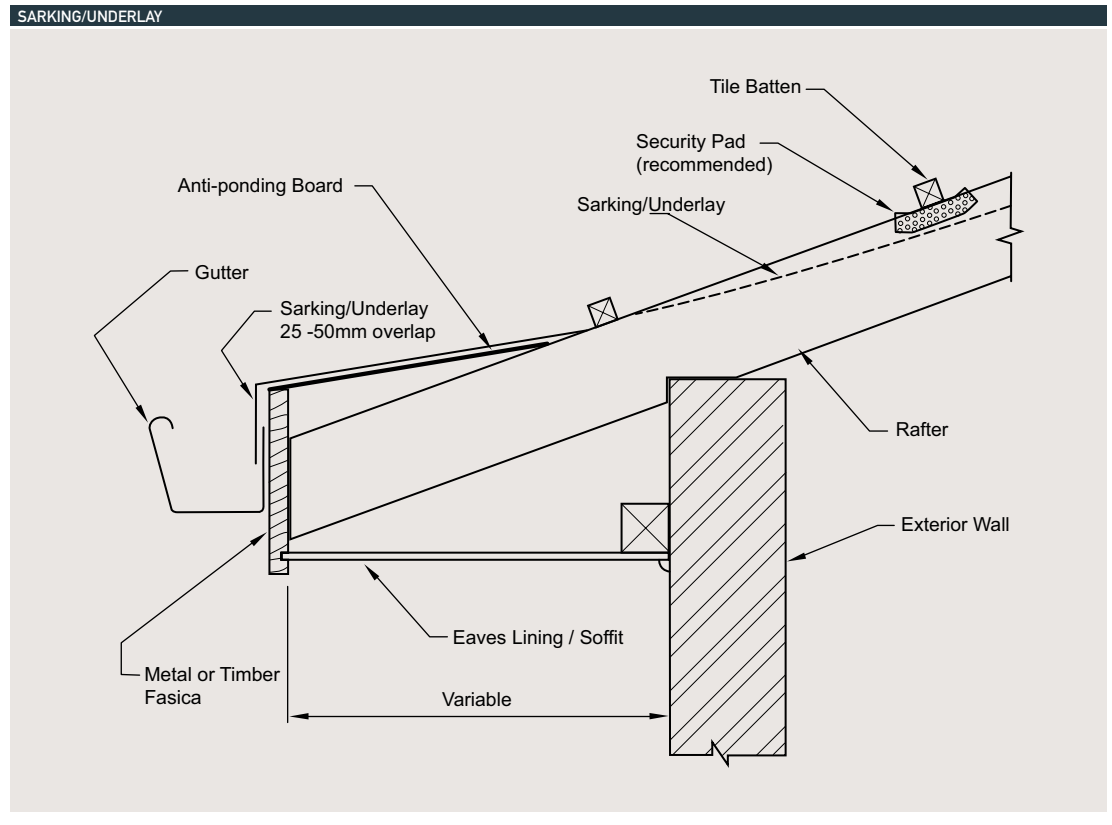 SARKING/UNDERLAY
Tile Batten
Security Pad
(recommended)
Anti-ponding Board
Sarking/Underlay
Gutter
Sarking/Underlay
25 -50mm overlap
Rafter
Exterior Wall
Eaves Lining / Soffit
Metal or Timber
Fasica
Variable